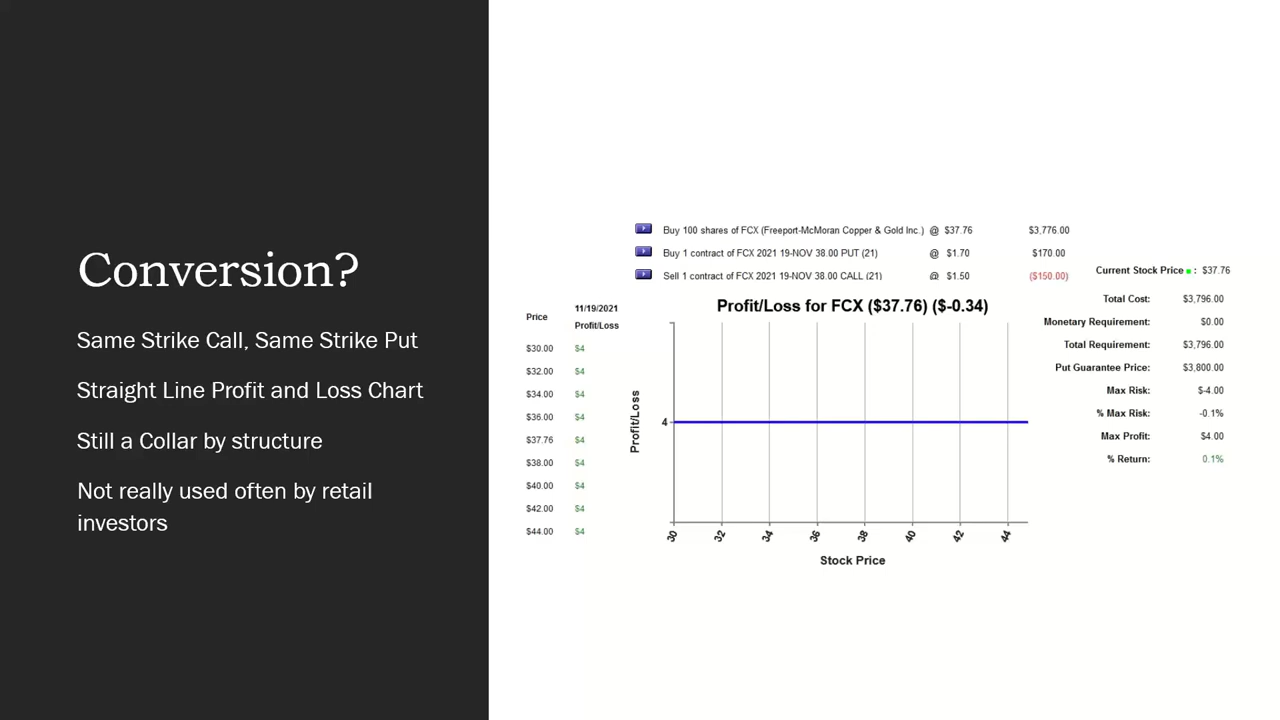 Conversion?
Same Strike Call, Same Strike Put
Straight Line Profit and Loss Chart
Still a Collar by structure
Not really used often by retail
investors
Buy 100 shares of FCX (Freeport-McMoran Copper & Gold Inc.) @ $37.76 $3,776.00
Buy 1 contract of FCX 2021 19-NOV 38.00 PUT (21) @ $1.70 $170.00
Sell 1 contract of FCX 2021 19-NOV 38.00 CALL (21) @ $1.50 ($150.00)
Price 11/19/2021
Profit/Loss
$30.00 $4
$32.00 $4
$34.00 $4
$36.00 $4
$37.76 $4
$38.00 $4
$40.00 $4
$42.00 $4
$44.00 $4
Profit/Loss for FCX ($37.76) ($-0.34)
Profit/Loss
4
30 32 34 36 38 40 42 44
Stock Price
Current Stock Price : $37.76
Total Cost: $3,796.00
Monetary Requirement: $0.00
Total Requirement: $3,796.00
Put Guarantee Price: $3,800.00
Max Risk: $-4.00
% Max Risk: -0.1%
Max Profit: $4.00
% Return: 0.1%